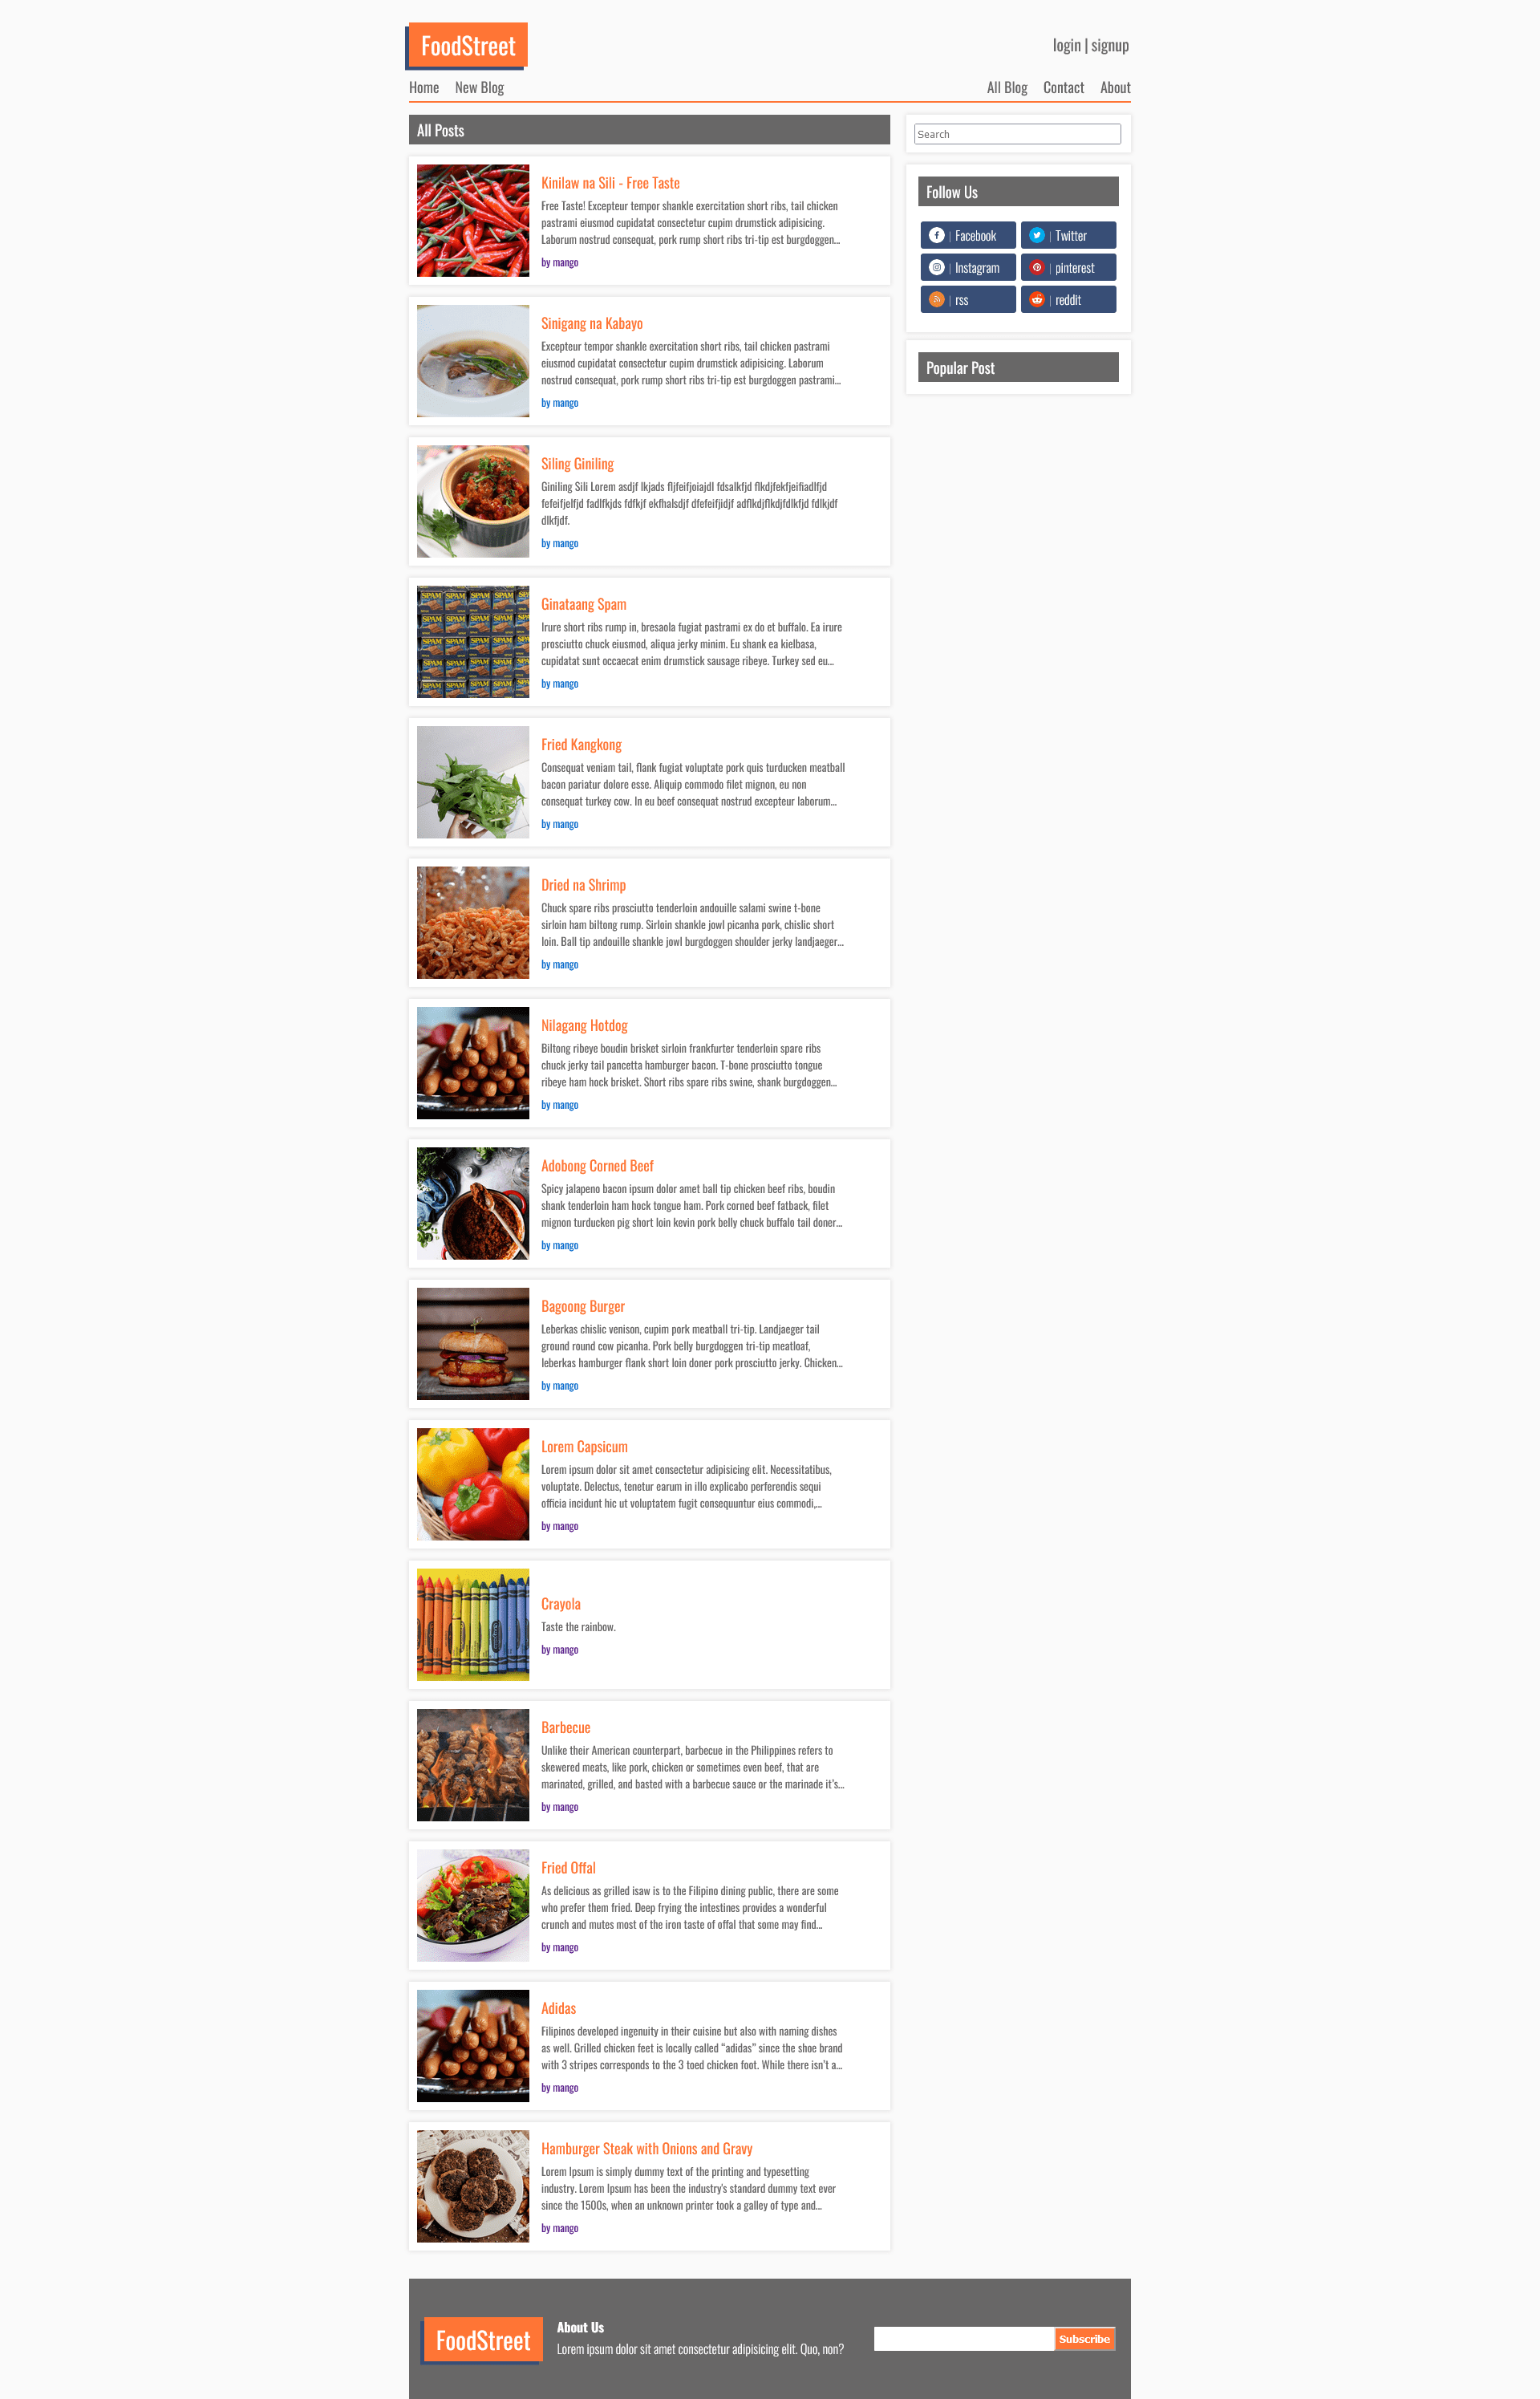 FoodStreet
login | signup
Home
New Blog
All Blog
Contact
About
All Posts
Kinilaw na Sili - Free Taste
Free Taste! Excepteur tempor shankle exercitation short ribs, tail chicken
pastrami eiusmod cupidatat consectetur cupim drumstick adipisicing.
Laborum nostrud consequat, pork rump short ribs tri-tip est burgdoggen...
by mango
Sinigang na Kabayo
Excepteur tempor shankle exercitation short ribs, tail chicken pastrami
eiusmod cupidatat consectetur cupim drumstick adipisicing. Laborum
nostrud consequat, pork rump short ribs tri-tip est burgdoggen pastrami...
by mango
Siling Giniling
Giniling Sili Lorem asdjf lkjads fljfeifjoiajdl fdsalkfjd flkdjfekfjeifiadlfjd
fefeifjelfjd fadlfkjds fdfkjf ekfhalsdjf dfefeifjidjf adflkdjflkdjfdlkfjd fdlkjdf
dlkfjdf.
by mango
Ginataang Spam
Irure short ribs rump in, bresaola fugiat pastrami ex do et buffalo. Ea irure
prosciutto chuck eiusmod, aliqua jerky minim. Eu shank ea kielbasa,
cupidatat sunt occaecat enim drumstick sausage ribeye. Turkey sed eu...
by mango
Fried Kangkong
Consequat veniam tail, flank fugiat voluptate pork quis turducken meatball
bacon pariatur dolore esse. Aliquip commodo filet mignon, eu non
consequat turkey cow. In eu beef consequat nostrud excepteur laborum...
by mango
Dried na Shrimp
Chuck spare ribs prosciutto tenderloin andouille salami swine t-bone
sirloin ham biltong rump. Sirloin shankle jowl picanha pork, chislic short
loin. Ball tip andouille shankle jowl burgdoggen shoulder jerky landjaeger...
by mango
Nilagang Hotdog
Biltong ribeye boudin brisket sirloin frankfurter tenderloin spare ribs
chuck jerky tail pancetta hamburger bacon. T-bone prosciutto tongue
ribeye ham hock brisket. Short ribs spare ribs swine, shank burgdoggen...
by mango
Adobong Corned Beef
Spicy jalapeno bacon ipsum dolor amet ball tip chicken beef ribs, boudin
shank tenderloin ham hock tongue ham. Pork corned beef fatback, filet
mignon turducken pig short loin kevin pork belly chuck buffalo tail doner...
by mango
Bagoong Burger
Leberkas chislic venison, cupim pork meatball tri-tip. Landjaeger tail
ground round cow picanha. Pork belly burgdoggen tri-tip meatloaf,
leberkas hamburger flank short loin doner pork prosciutto jerky. Chicken...
by mango
Lorem Capsicum
Lorem ipsum dolor sit amet consectetur adipisicing elit. Necessitatibus,
voluptate. Delectus, tenetur earum in illo explicabo perferendis sequi
officia incidunt hic ut voluptatem fugit consequuntur eius commodi,...
by mango
Crayola
Taste the rainbow.
by mango
Barbecue
Unlike their American counterpart, barbecue in the Philippines refers to
skewered meats, like pork, chicken or sometimes even beef, that are
marinated, grilled, and basted with a barbecue sauce or the marinade it’s...
by mango
Fried Offal
As delicious as grilled isaw is to the Filipino dining public, there are some
who prefer them fried. Deep frying the intestines provides a wonderful
crunch and mutes most of the iron taste of offal that some may find...
by mango
Adidas
Filipinos developed ingenuity in their cuisine but also with naming dishes
as well. Grilled chicken feet is locally called “adidas” since the shoe brand
with 3 stripes corresponds to the 3 toed chicken foot. While there isn’t a...
by mango
Hamburger Steak with Onions and Gravy
Lorem Ipsum is simply dummy text of the printing and typesetting
industry. Lorem Ipsum has been the industry's standard dummy text ever
since the 1500s, when an unknown printer took a galley of type and...
by mango
Search
Follow Us
| Facebook
| Twitter
| Instagram
| pinterest
| rss
| reddit
Popular Post
FoodStreet
About Us
Lorem ipsum dolor sit amet consectetur adipisicing elit. Quo, non?
Subscribe